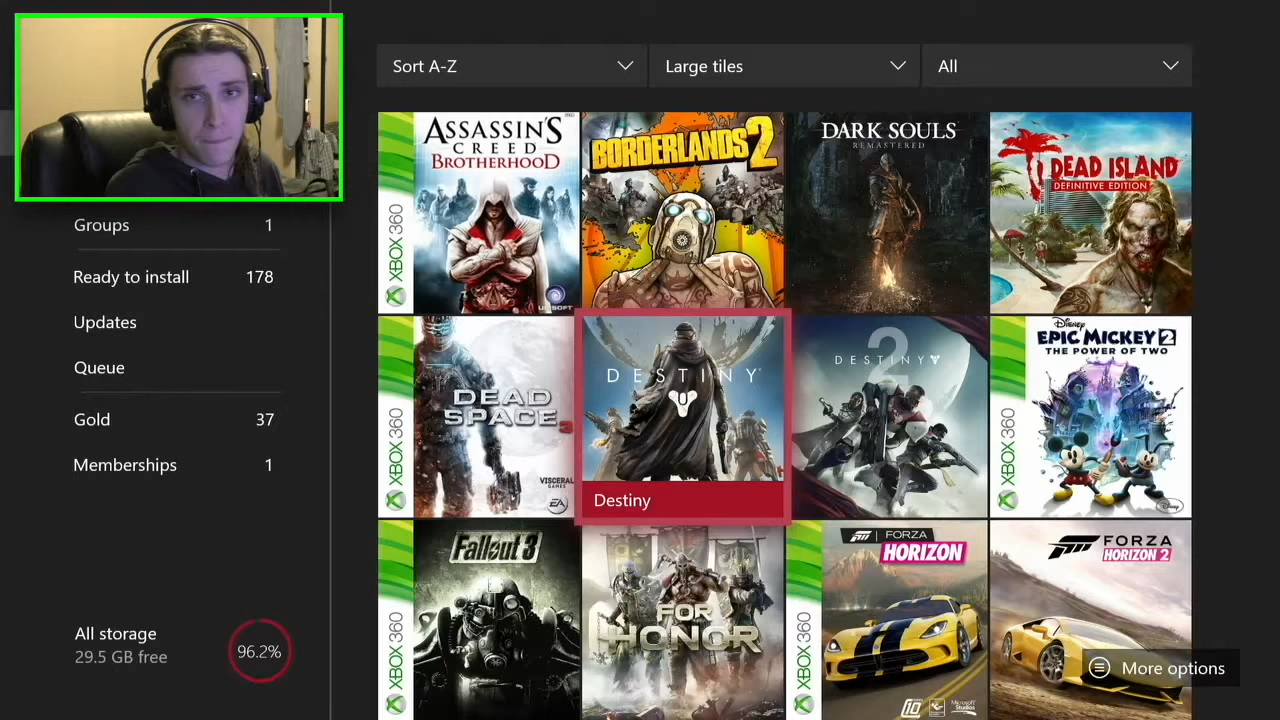 Sort A-Z
Large tiles
All
Groups 1
Ready to install 178
Updates
Queue
Gold 37
Memberships 1
All storage
29.5 GB free
96.2%
XBOX 360
ASSASSIN'S
CREED
BROTHERHOOD
UBISOFT
BORDERLANDS 2
DARK SOULS
REMASTERED
DEAD ISLAND
DEFINITIVE EDITION
XBOX 360
DEAD
SPACE 3
VISCERAL
GAMES
EA
DESTINY
Destiny
2
DESTINY
XBOX 360
Disney
EPIC MICKEY 2
THE POWER OF TWO
Disney
XBOX 360
Fallout 3
FOR
HONOR
XBOX 360
FORZA
HORIZON
Microsoft
Studios
FORZA
HORIZON 2
More options